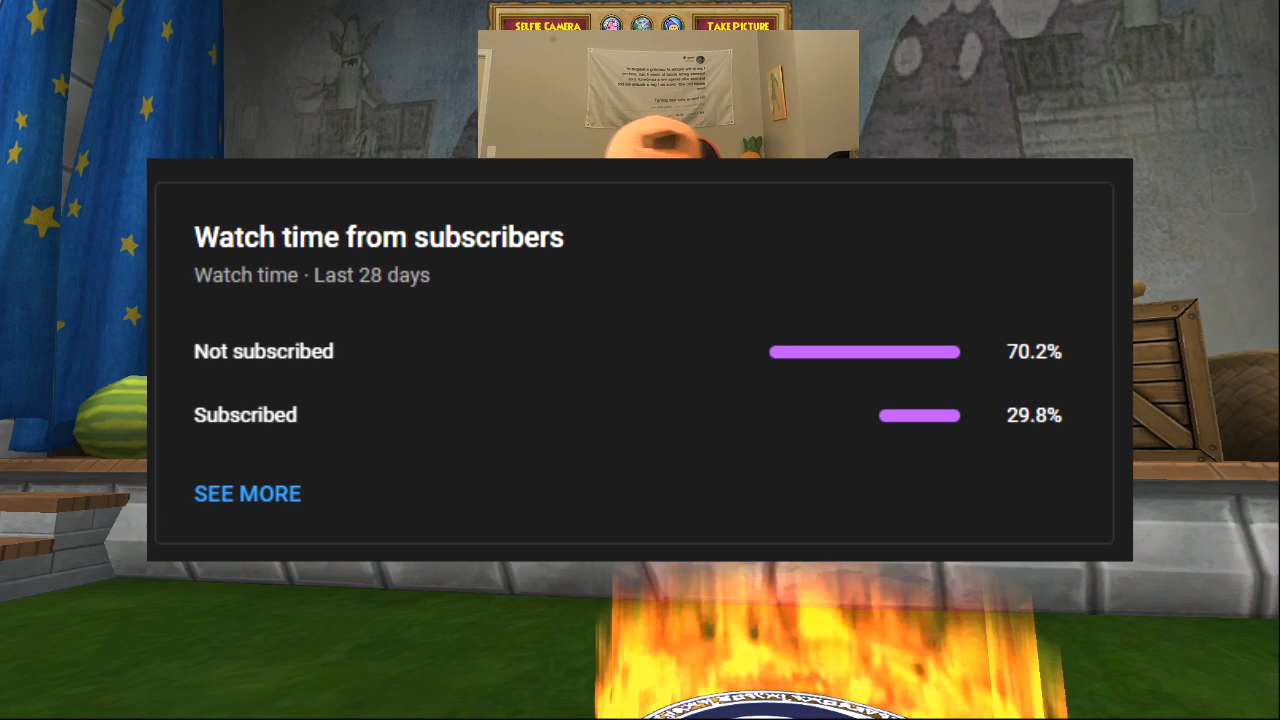 SELFIE CAMERA TAKE PICTURE
Watch time from subscribers
Watch time · Last 28 days
Not subscribed 70.2%
Subscribed 29.8%
SEE MORE